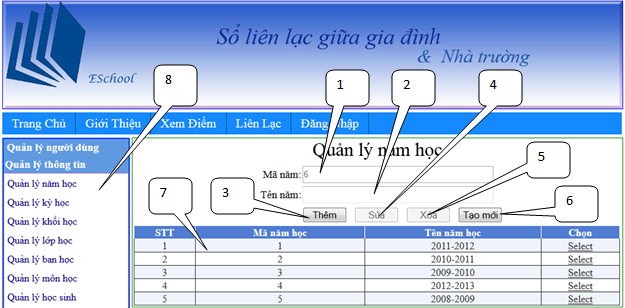 Sổ liên lạc giữa gia đình
& Nhà trường
ESchool
8
1
2
4
Trang Chủ Giới Thiệu Xem Điểm Liên Lạc Đăng Nhập
Quản lý người dùng
Quản lý thông tin
Quản lý năm học
Quản lý kỳ học
Quản lý khối học
Quản lý lớp học
Quản lý ban học
Quản lý môn học
Quản lý học sinh
Quản lý năm học
Mã năm: 6
Tên năm:
5
3
6
7
Thêm Sửa Xóa Tạo mới
STT Mã năm học Tên năm học Chọn
1 1 2011-2012 Select
2 2 2010-2011 Select
3 3 2009-2010 Select
4 4 2012-2013 Select
5 5 2008-2009 Select